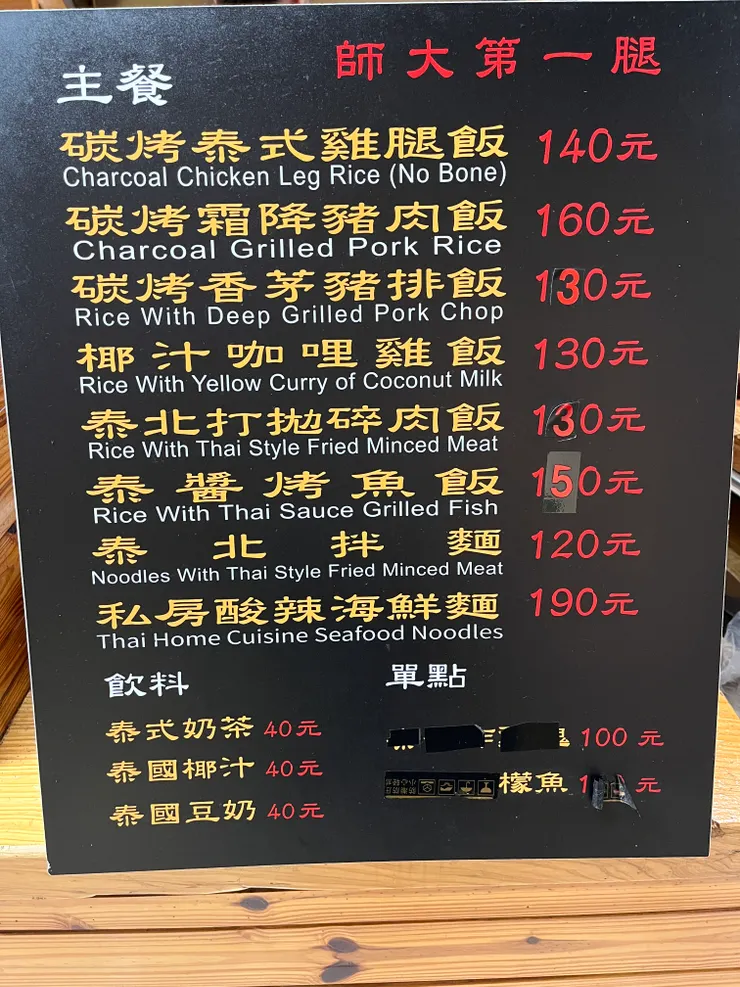 師大第一腿
主餐
碳烤泰式雞腿飯 140元
Charcoal Chicken Leg Rice (No Bone)
碳烤霜降豬肉飯 160元
Charcoal Grilled Pork Rice
碳烤香茅豬排飯 130元
Rice With Deep Grilled Pork Chop
椰汁咖哩雞飯 130元
Rice With Yellow Curry of Coconut Milk
泰北打拋碎肉飯 130元
Rice With Thai Style Fried Minced Meat
泰醬烤魚飯 150元
Rice With Thai Sauce Grilled Fish
泰北拌麵 120元
Noodles With Thai Style Fried Minced Meat
私房酸辣海鮮麵 190元
Thai Home Cuisine Seafood Noodles
飲料
泰式奶茶 40元
泰國椰汁 40元
泰國豆奶 40元
單點
100元
檬魚 元